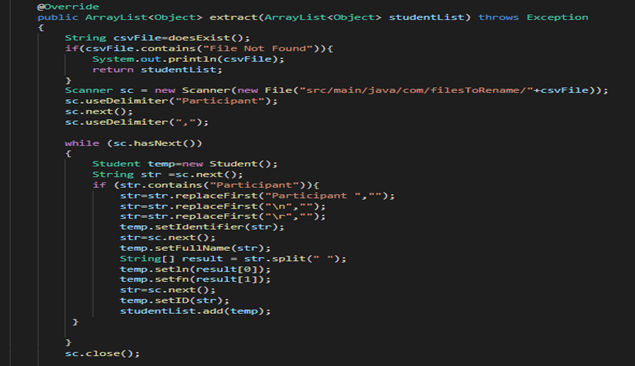 @Override
public ArrayList<Object> extract(ArrayList<Object> studentList) throws Exception
{
String csvFile=doesExist();
if(csvFile.contains("File Not Found")){
System.out.println(csvFile);
return studentList;
}
Scanner sc = new Scanner(new File("src/main/java/com/filesToRename/"+csvFile));
sc.useDelimiter("Participant");
sc.next();
sc.useDelimiter(",");
while (sc.hasNext())
{
Student temp=new Student();
String str =sc.next();
if (str.contains("Participant")){
str=str.replaceFirst("Participant ","");
str=str.replaceFirst("\n","");
str=str.replaceFirst("\r","");
temp.setIdentifier(str);
str=sc.next();
temp.setFullName(str);
String[] result = str.split(" ");
temp.setln(result[0]);
temp.setfn(result[1]);
str=sc.next();
temp.setID(str);
studentList.add(temp);
}
}
sc.close();